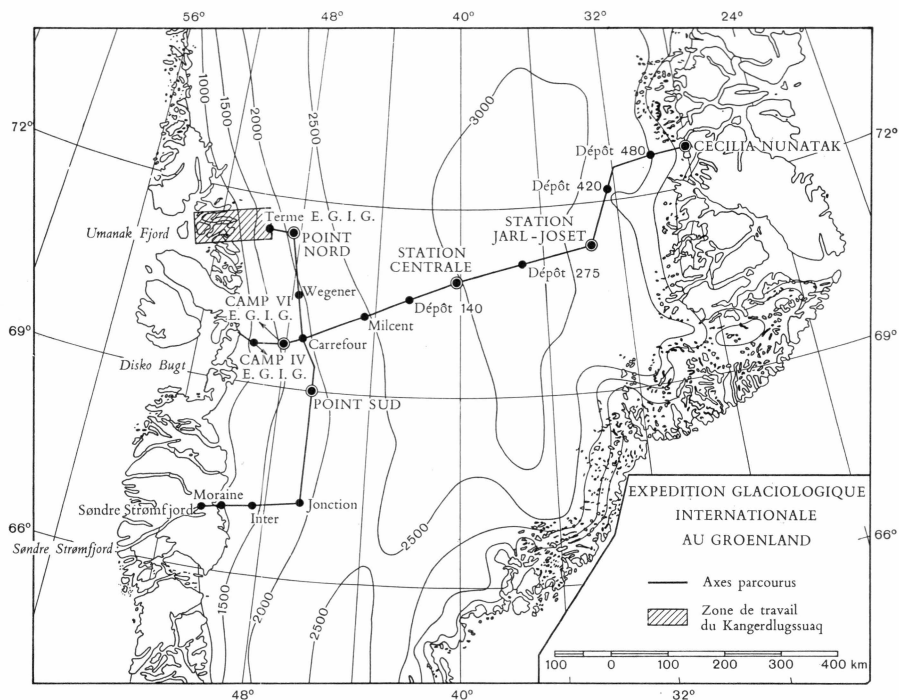 56°
48°
40°
32°
24°
1000
1500
2000
2500
3000
72°
72°
Dépôt 480
CECILIA NUNATAK
Dépôt 420
Umanak Fjord
Terme E. G. I. G.
POINT
NORD
STATION
JARL-JOSET
STATION
CENTRALE
Dépôt 275
Wegener
CAMP VI
E. G. I. G.
Dépôt 140
Milcent
69°
69°
Carrefour
Disko Bugt
CAMP IV
E. G. I. G.
POINT SUD
Moraine
Søndre Strømfjord
Inter
Jonction
66°
66°
Søndre Strømfjord
2500
1500
2000
2500
EXPEDITION GLACIOLOGIQUE
INTERNATIONALE
AU GROENLAND
Axes parcourus
Zone de travail
du Kangerdlugssuaq
100 0 100 200 300 400 km
48°
40°
32°